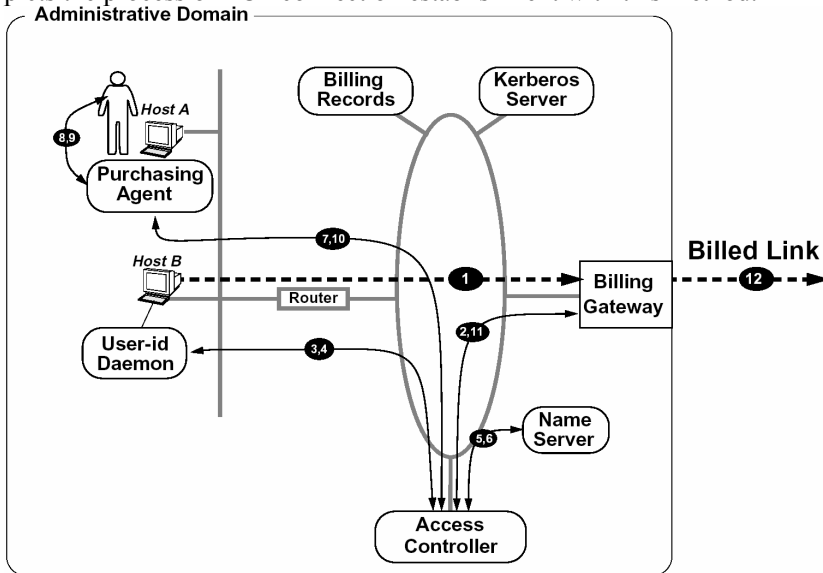 Administrative Domain
Host A
8,9
Purchasing
Agent
Billing
Records
Kerberos
Server
7,10
Host B
1
Billing
Gateway
Billed Link
12
Router
User-id
Daemon
3,4
2,11
5,6
Name
Server
Access
Controller